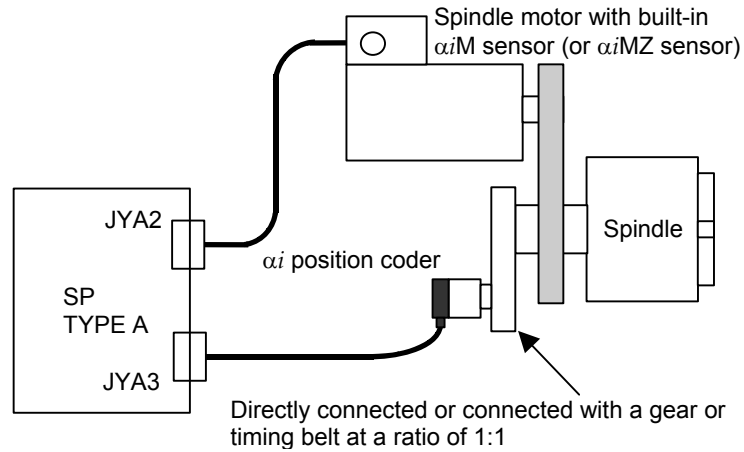 Spindle motor with built-in
αiM sensor (or αiMZ sensor)
JYA2
αi position coder
Spindle
SP
TYPE A
JYA3
Directly connected or connected with a gear or
timing belt at a ratio of 1:1